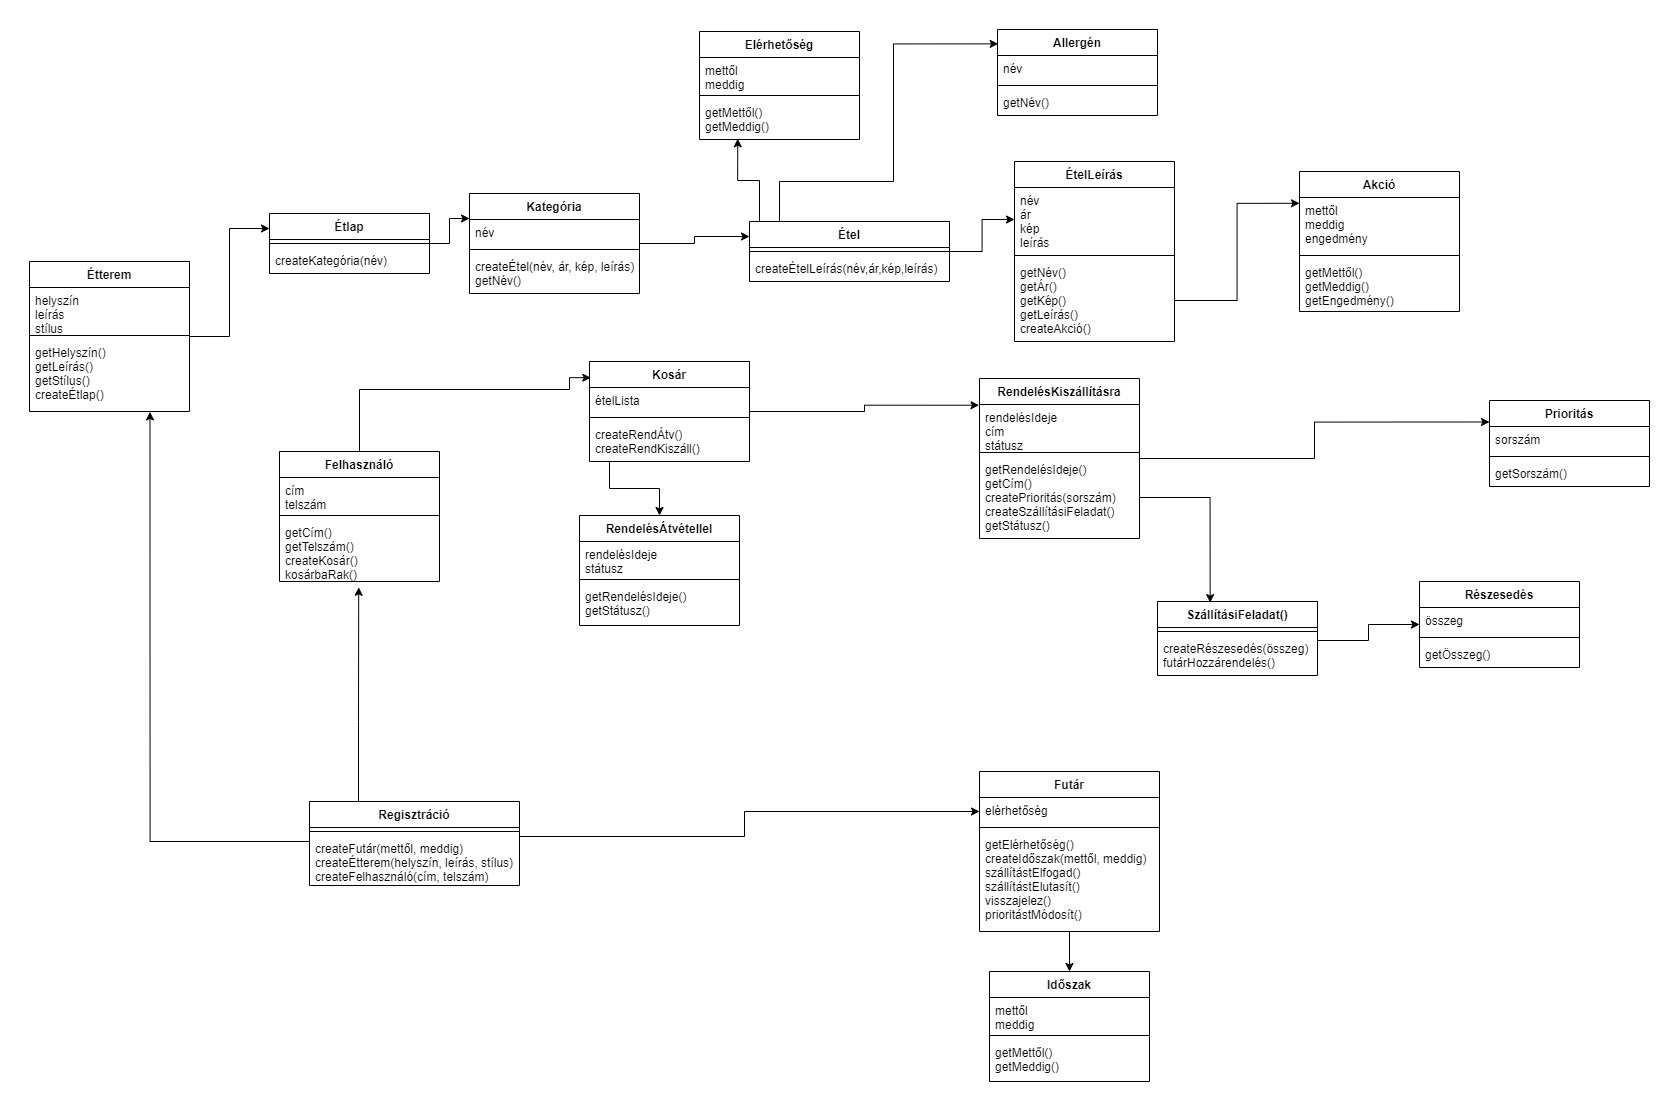 Elérhetőség
mettől
meddig
getMettől()
getMeddig()
Allergén
név
getNév()
Étterem
helyszín
leírás
stílus
getHelyszín()
getLeírás()
getStílus()
createÉtlap()
Étlap
createKategória(név)
Kategória
név
createÉtel(név, ár, kép, leírás)
getNév()
Étel
createÉtelLeírás(név,ár,kép,leírás)
ÉtelLeírás
név
ár
kép
leírás
getNév()
getÁr()
getKép()
getLeírás()
createAkció()
Akció
mettől
meddig
engedmény
getMettől()
getMeddig()
getEngedmény()
Felhasználó
cím
telszám
getCím()
getTelszám()
createKosár()
kosárbaRak()
Kosár
ételLista
createRendÁtv()
createRendKiszáll()
RendelésÁtvétellel
rendelésIdeje
státusz
getRendelésIdeje()
getStátusz()
RendelésKiszállításra
rendelésIdeje
cím
státusz
getRendelésIdeje()
getCím()
createPrioritás(sorszám)
createSzállításiFeladat()
getStátusz()
Prioritás
sorszám
getSorszám()
SzállításiFeladat()
createRészesedés(összeg)
futárHozzárendelés()
Részesedés
összeg
getÖsszeg()
Regisztráció
createFutár(mettől, meddig)
createÉtterem(helyszín, leírás, stílus)
createFelhasználó(cím, telszám)
Futár
elérhetőség
getElérhetőség()
createIdőszak(mettől, meddig)
szállítástElfogad()
szállítástElutasít()
visszajelez()
prioritástMódosít()
Időszak
mettől
meddig
getMettől()
getMeddig()